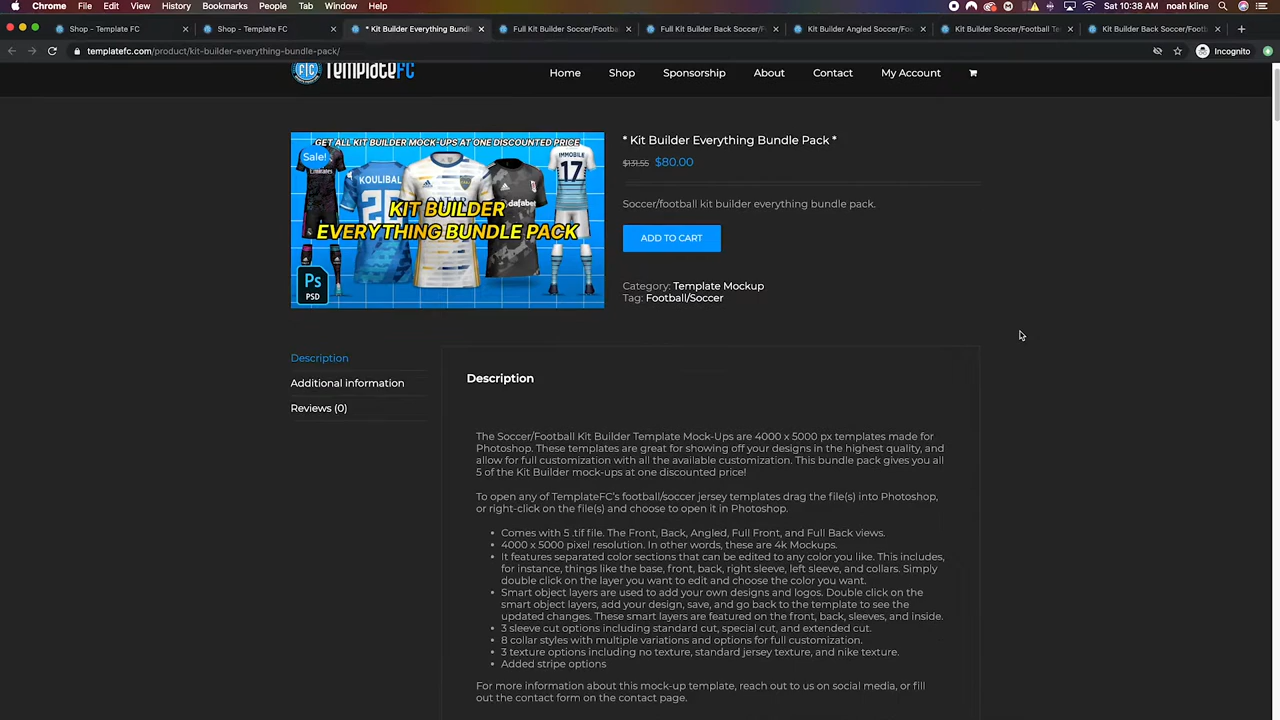 Chrome File Edit View History Bookmarks People Tab Window Help Sat 10:38 AM noah kline
Shop - Template FC Shop - Template FC * Kit Builder Everything Bundle Full Kit Builder Soccer/Footba Full Kit Builder Back Soccer/Fo Kit Builder Angled Soccer/Foot Kit Builder Soccer/Football Te Kit Builder Back Soccer/Footb
templatefc.com/product/kit-builder-everything-bundle-pack/ Incognito
FTC TemplateFC Home Shop Sponsorship About Contact My Account
GET ALL KIT BUILDER MOCK-UPS AT ONE DISCOUNTED PRICE
Sale!
Emirates
KOULIBAL
25
dafabet
IMMOBILE
17
KIT BUILDER
EVERYTHING BUNDLE PACK
Ps
PSD
* Kit Builder Everything Bundle Pack *
$131.55 $80.00
Soccer/football kit builder everything bundle pack.
ADD TO CART
Category: Template Mockup
Tag: Football/Soccer
Description
Additional information
Reviews (0)
Description
The Soccer/Football Kit Builder Template Mock-Ups are 4000 x 5000 px templates made for
Photoshop. These templates are great for showing off your designs in the highest quality, and
allow for full customization with all the available customization. This bundle pack gives you all
5 of the Kit Builder mock-ups at one discounted price!
To open any of TemplateFC's football/soccer jersey templates drag the file(s) into Photoshop,
or right-click on the file(s) and choose to open it in Photoshop.
• Comes with 5 .tif file. The Front, Back, Angled, Full Front, and Full Back views.
• 4000 x 5000 pixel resolution. In other words, these are 4k Mockups.
• It features separated color sections that can be edited to any color you like. This includes,
for instance, things like the base, front, back, right sleeve, left sleeve, and collars. Simply
double click on the layer you want to edit and choose the color you want.
• Smart object layers are used to add your own designs and logos. Double click on the
smart object layers, add your design, save, and go back to the template to see the
updated changes. These smart layers are featured on the front, back, sleeves, and inside.
• 3 sleeve cut options including standard cut, special cut, and extended cut.
• 8 collar styles with multiple variations and options for full customization.
• 3 texture options including no texture, standard jersey texture, and nike texture.
• Added stripe options
For more information about this mock-up template, reach out to us on social media, or fill
out the contact form on the contact page.